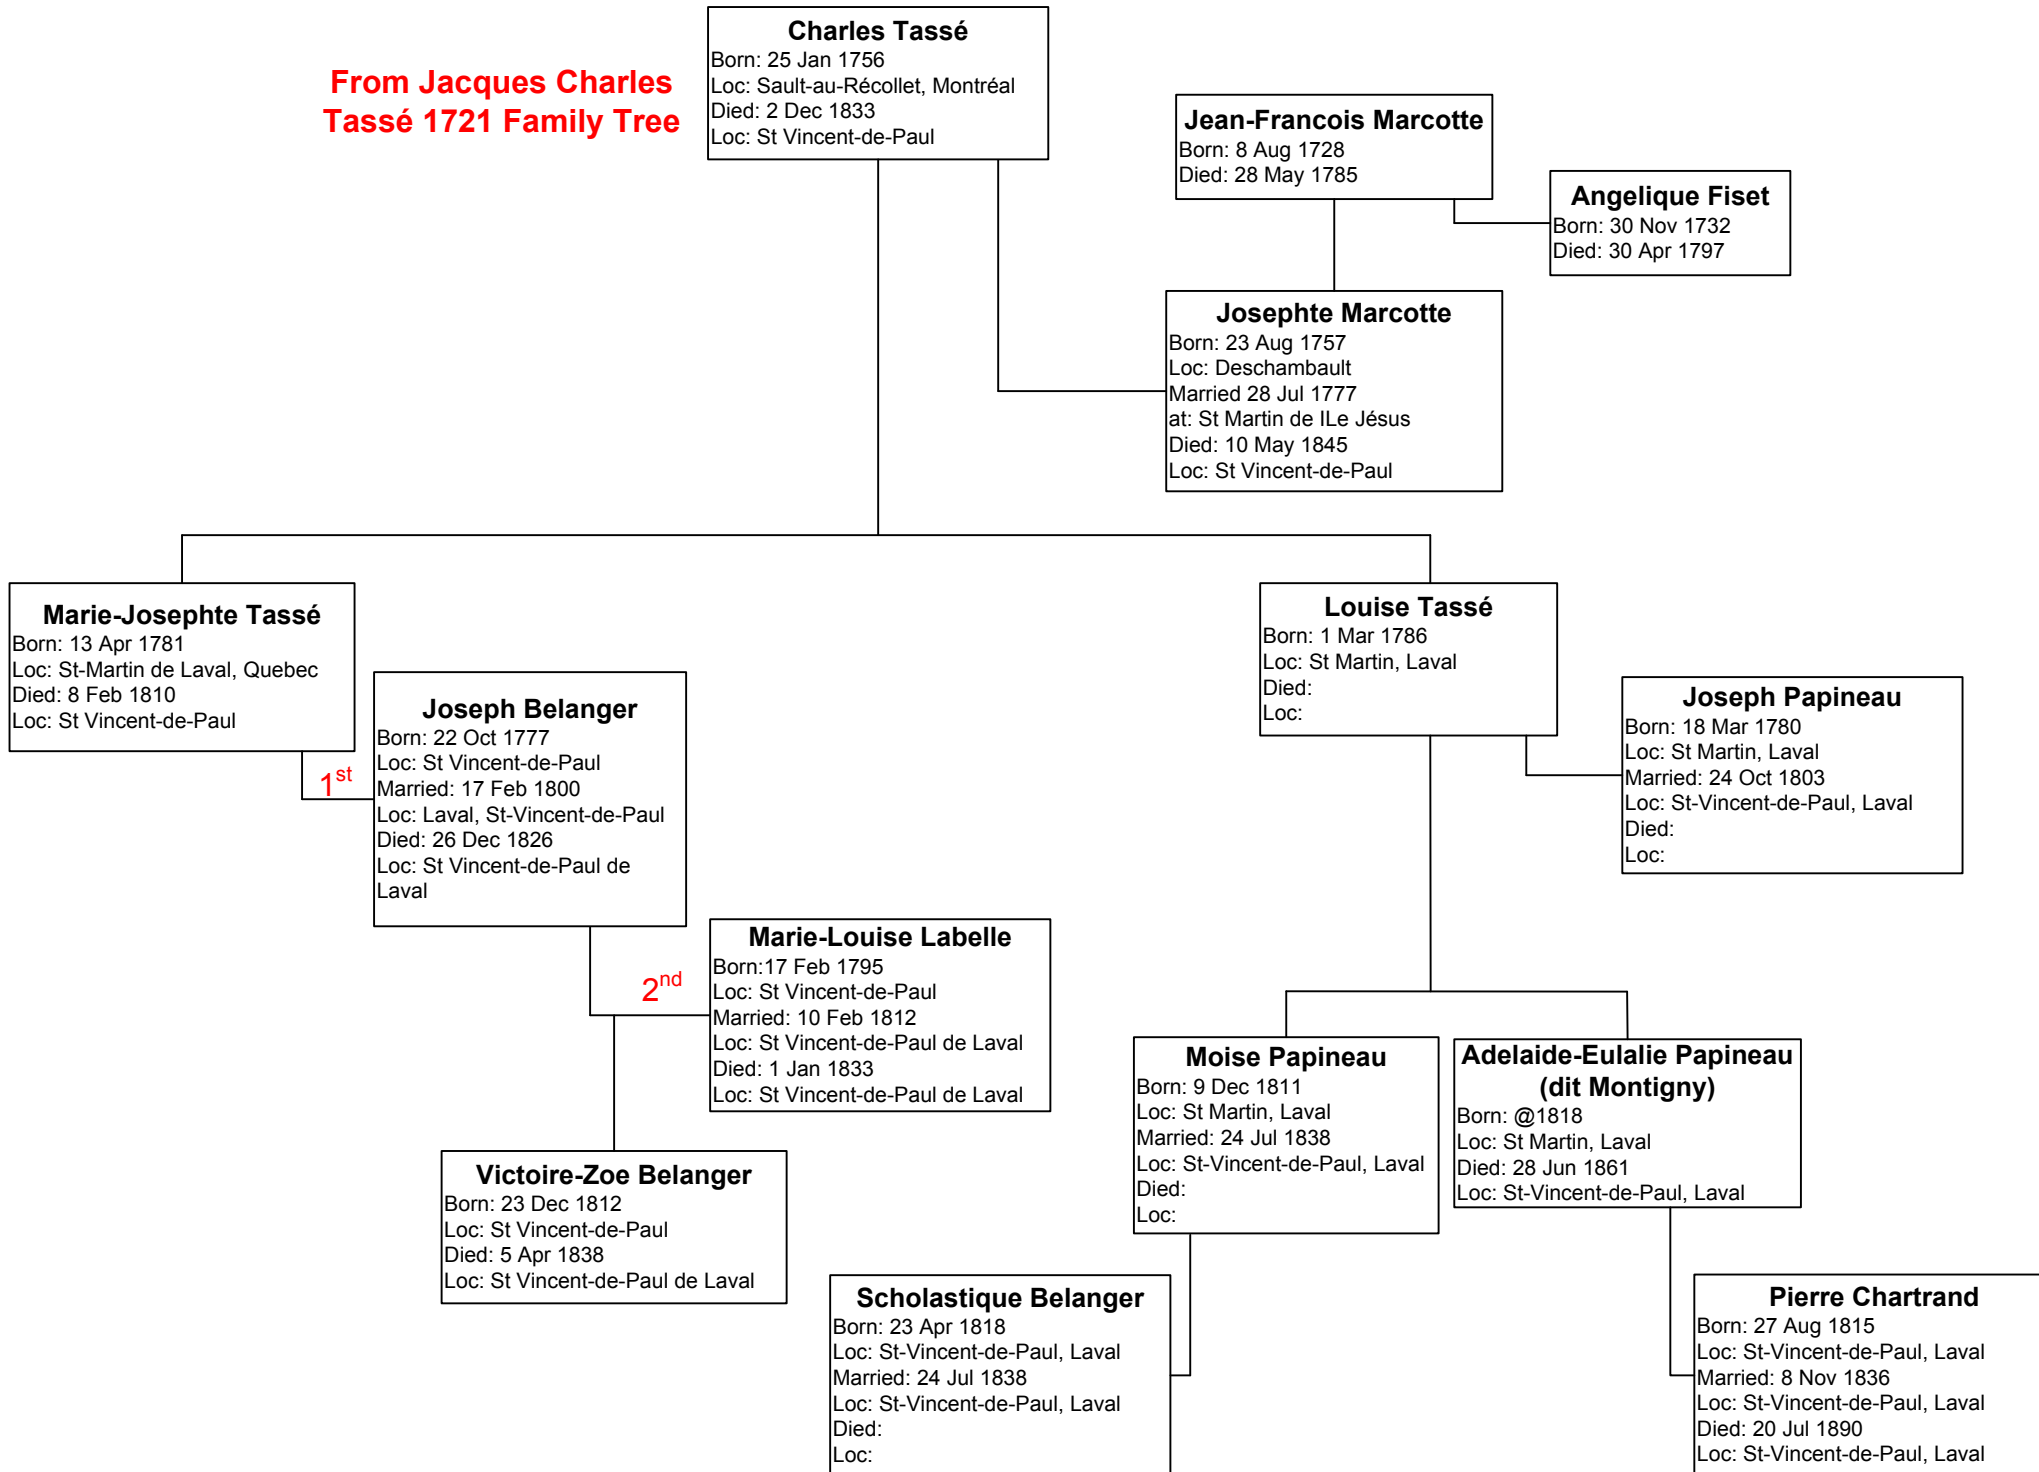 Charles Tassé
Born: 25 Jan 1756
Loc: Sault-au-Récollet, Montréal
Died: 2 Dec 1833
Loc: St Vincent-de-Paul
From Jacques Charles
Tassé 1721 Family Tree
Jean-Francois Marcotte
Born: 8 Aug 1728
Died: 28 May 1785
Angelique Fiset
Born: 30 Nov 1732
Died: 30 Apr 1797
Josephte Marcotte
Born: 23 Aug 1757
Loc: Deschambault
Married 28 Jul 1777
at: St Martin de ILe Jésus
Died: 10 May 1845
Loc: St Vincent-de-Paul
Marie-Josephte Tassé
Born: 13 Apr 1781
Loc: St-Martin de Laval, Quebec
Died: 8 Feb 1810
Loc: St Vincent-de-Paul
1st
Joseph Belanger
Born: 22 Oct 1777
Loc: St Vincent-de-Paul
Married: 17 Feb 1800
Loc: Laval, St-Vincent-de-Paul
Died: 26 Dec 1826
Loc: St Vincent-de-Paul de
Laval
Louise Tassé
Born: 1 Mar 1786
Loc: St Martin, Laval
Died:
Loc:
Joseph Papineau
Born: 18 Mar 1780
Loc: St Martin, Laval
Married: 24 Oct 1803
Loc: St-Vincent-de-Paul, Laval
Died:
Loc:
2nd
Marie-Louise Labelle
Born:17 Feb 1795
Loc: St Vincent-de-Paul
Married: 10 Feb 1812
Loc: St Vincent-de-Paul de Laval
Died: 1 Jan 1833
Loc: St Vincent-de-Paul de Laval
Moise Papineau
Born: 9 Dec 1811
Loc: St Martin, Laval
Married: 24 Jul 1838
Loc: St-Vincent-de-Paul, Laval
Died:
Loc:
Adelaide-Eulalie Papineau
(dit Montigny)
Born: @1818
Loc: St Martin, Laval
Died: 28 Jun 1861
Loc: St-Vincent-de-Paul, Laval
Victoire-Zoe Belanger
Born: 23 Dec 1812
Loc: St Vincent-de-Paul
Died: 5 Apr 1838
Loc: St Vincent-de-Paul de Laval
Scholastique Belanger
Born: 23 Apr 1818
Loc: St-Vincent-de-Paul, Laval
Married: 24 Jul 1838
Loc: St-Vincent-de-Paul, Laval
Died:
Loc:
Pierre Chartrand
Born: 27 Aug 1815
Loc: St-Vincent-de-Paul, Laval
Married: 8 Nov 1836
Loc: St-Vincent-de-Paul, Laval
Died: 20 Jul 1890
Loc: St-Vincent-de-Paul, Laval